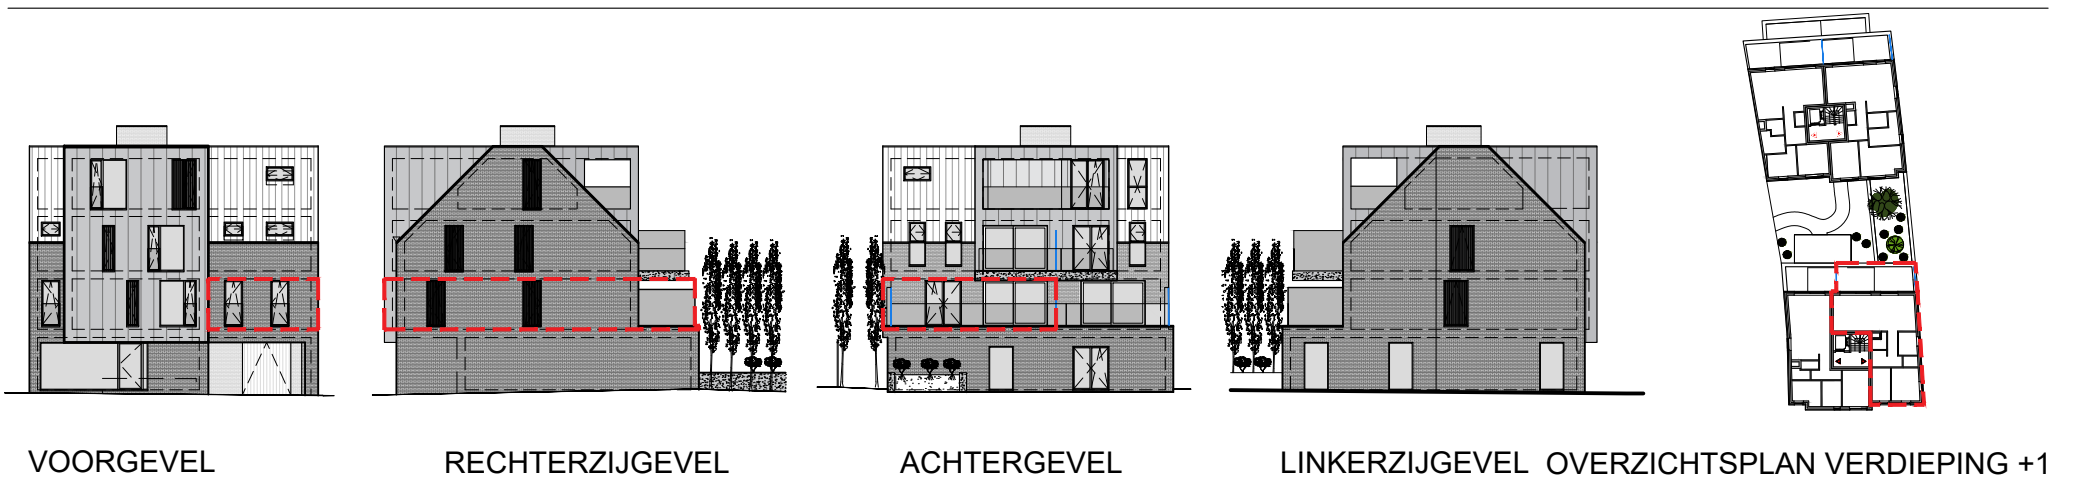 VOORGEVEL
RECHTERZIJGEVEL
ACHTERGEVEL
LINKERZIJGEVEL
OVERZICHTSPLAN VERDIEPING +1